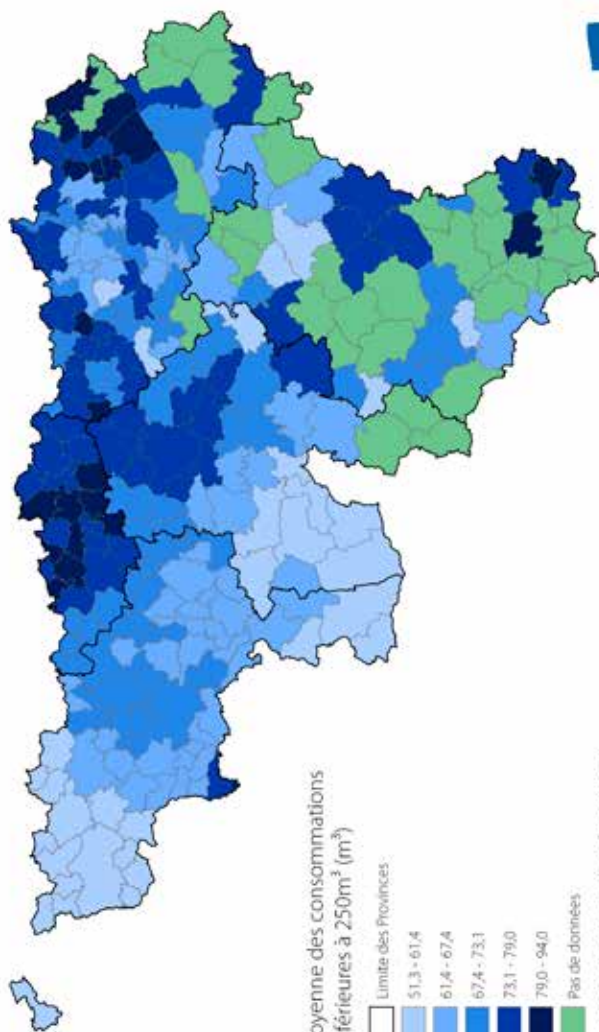 oyenne des consommations
férieures à 250m³ (m³)
Limite des Provinces
51,3 - 61,4
61,4 - 67,4
67,4 - 73,1
73,1 - 79,0
79,0 - 94,0
Pas de données